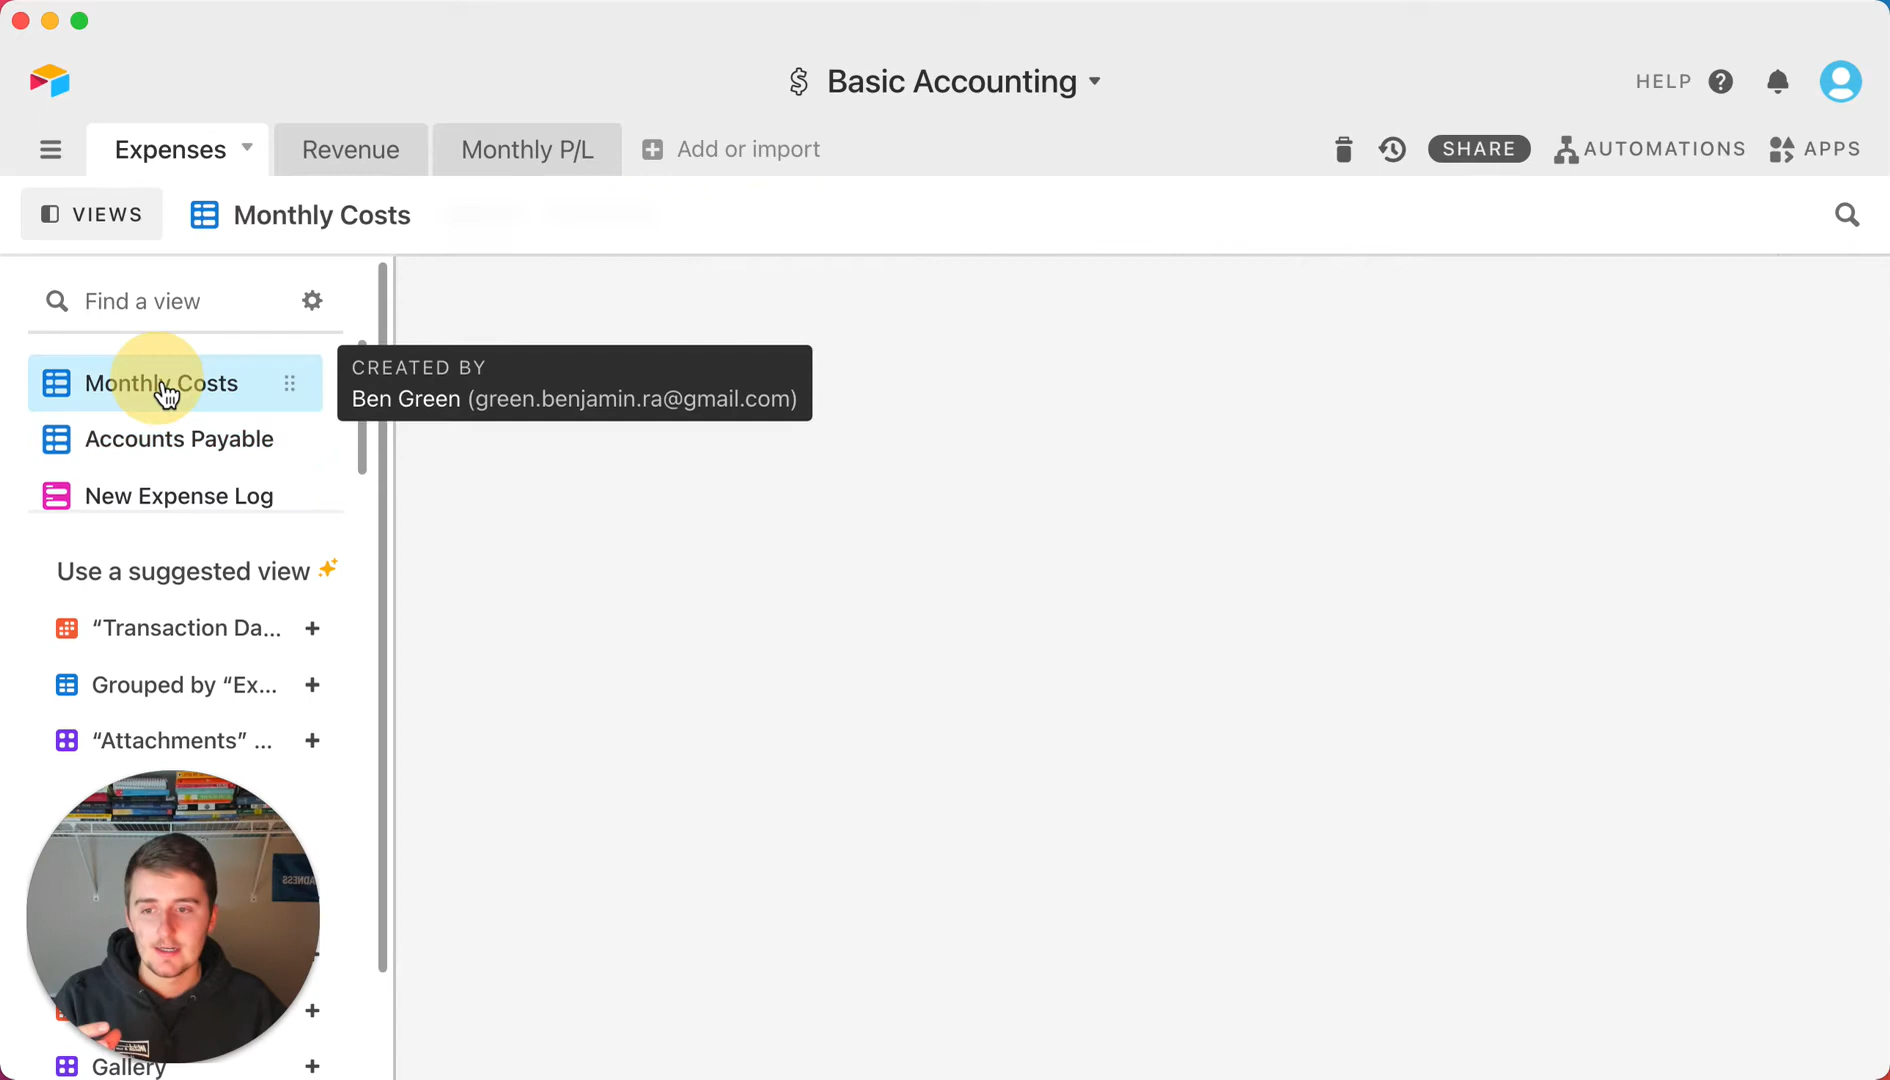 Basic Accounting
HELP
Expenses
Revenue
Monthly P/L
Add or import
SHARE
AUTOMATIONS
APPS
VIEWS
Monthly Costs
Find a view
Monthly Costs
CREATED BY
Ben Green (green.benjamin.ra@gmail.com)
Accounts Payable
New Expense Log
Use a suggested view
“Transaction Da...
Grouped by “Ex...
“Attachments” ...
Gallery